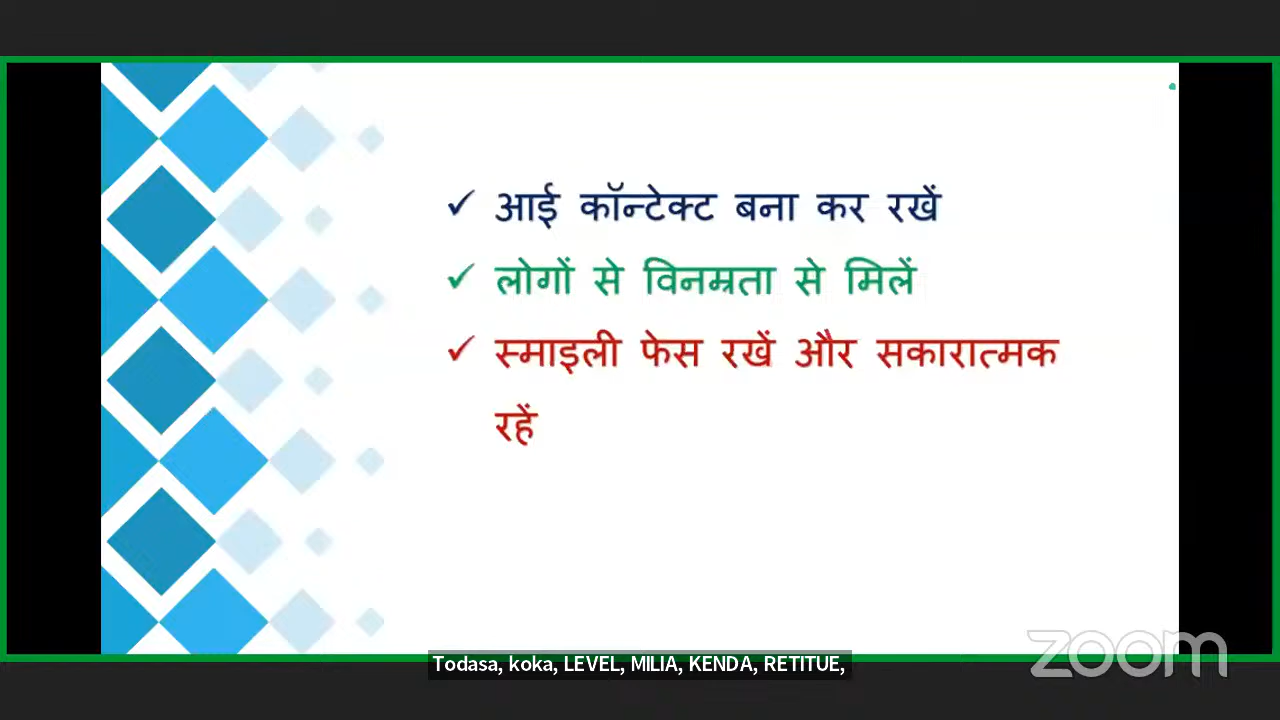 ✓ आई कॉन्टेक्ट बना कर रखें
✓ लोगों से विनम्रता से मिलें
✓ स्माइली फेस रखें और सकारात्मक
रहें
Todasa, koka, LEVEL, MILIA, KENDA, RETITUE,
zoom